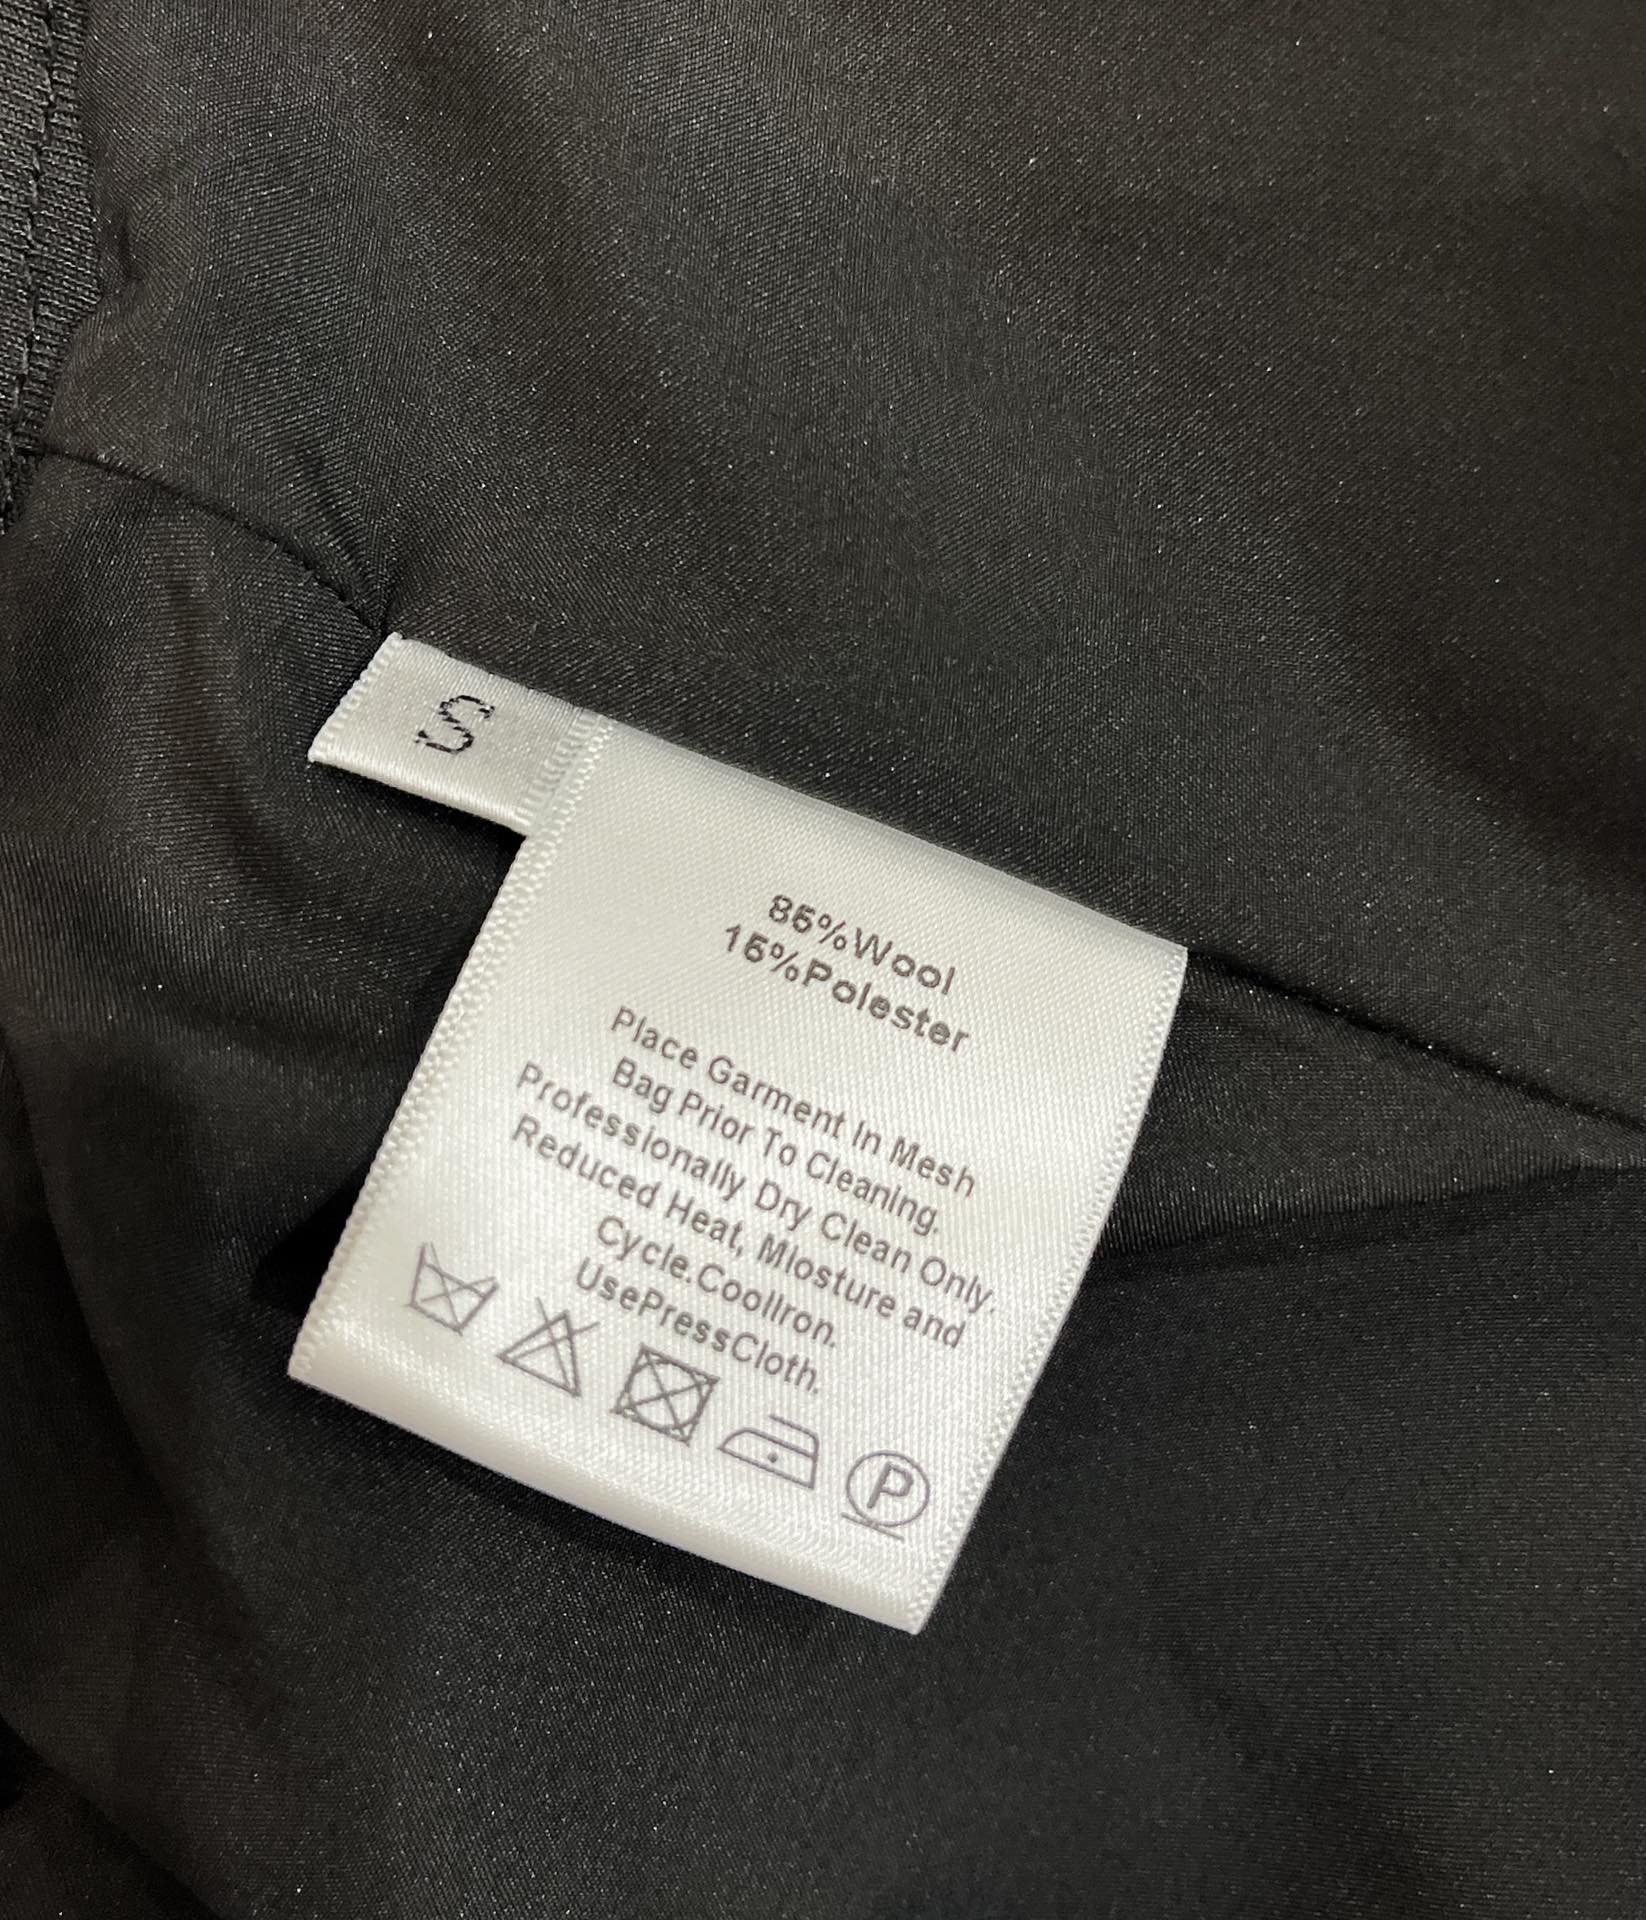 S
85%Wool
15%Polester
Place Garment In Mesh
Bag Prior To Cleaning.
Professionally Dry Clean Only.
Reduced Heat, Miosture and
Cycle.CoolIron.
UsePressCloth.
P